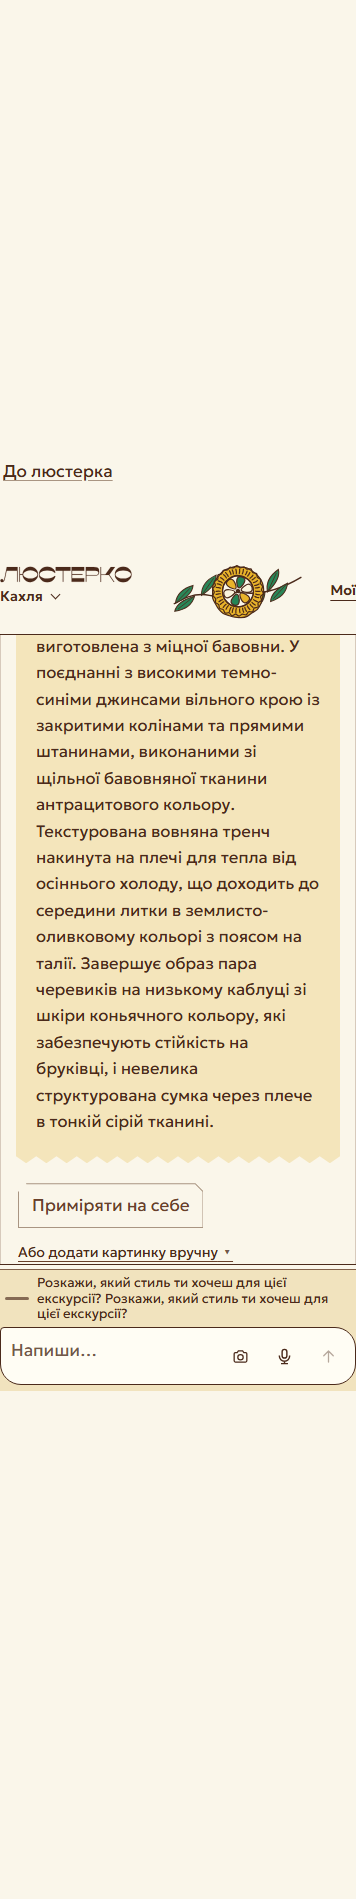 До люстерка
ЛЮСТЕРКО
Кахля
Мої
виготовлена з міцної бавовни. У
поєднанні з високими темно-
синіми джинсами вільного крою із
закритими колінами та прямими
штанинами, виконаними зі
щільної бавовняної тканини
антрацитового кольору.
Текстурована вовняна тренч
накинута на плечі для тепла від
осіннього холоду, що доходить до
середини литки в землисто-
оливковому кольорі з поясом на
талії. Завершує образ пара
черевиків на низькому каблуці зі
шкіри коньячного кольору, які
забезпечують стійкість на
бруківці, і невелика
структурована сумка через плече
в тонкій сірій тканині.
Приміряти на себе
Або додати картинку вручну
Розкажи, який стиль ти хочеш для цієї
екскурсії? Розкажи, який стиль ти хочеш для
цієї екскурсії?
Напиши...